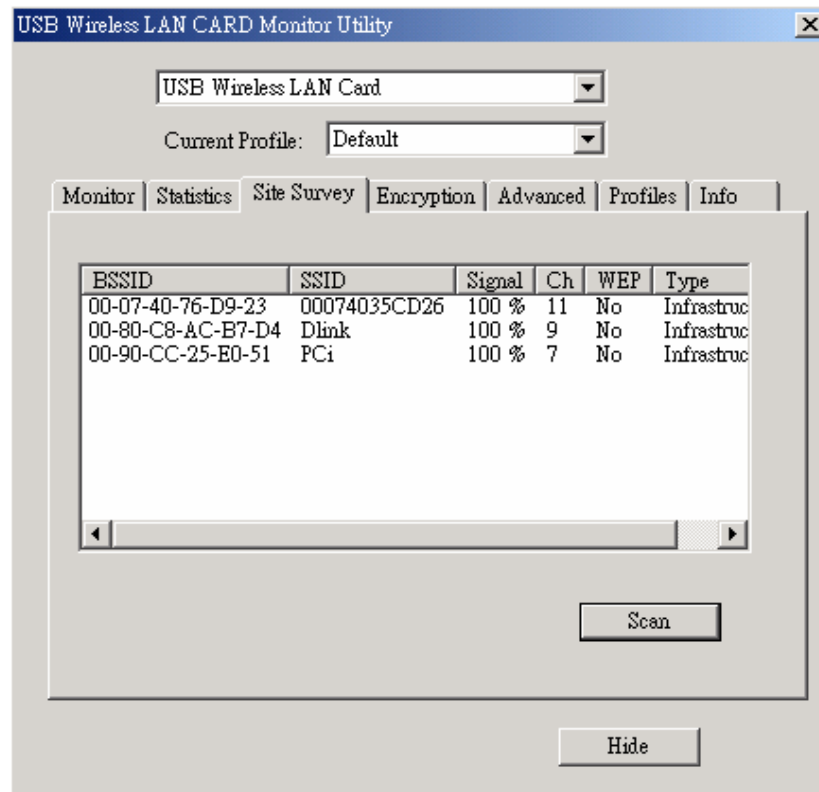 USB Wireless LAN CARD Monitor Utility
USB Wireless LAN Card
Current Profile: Default
Monitor Statistics Site Survey Encryption Advanced Profiles Info
BSSID SSID Signal Ch WEP Type
00-07-40-76-D9-23 00074035CD26 100 % 11 No Infrastruc
00-80-C8-AC-B7-D4 Dlink 100 % 9 No Infrastruc
00-90-CC-25-E0-51 PCi 100 % 7 No Infrastruc
Scan
Hide